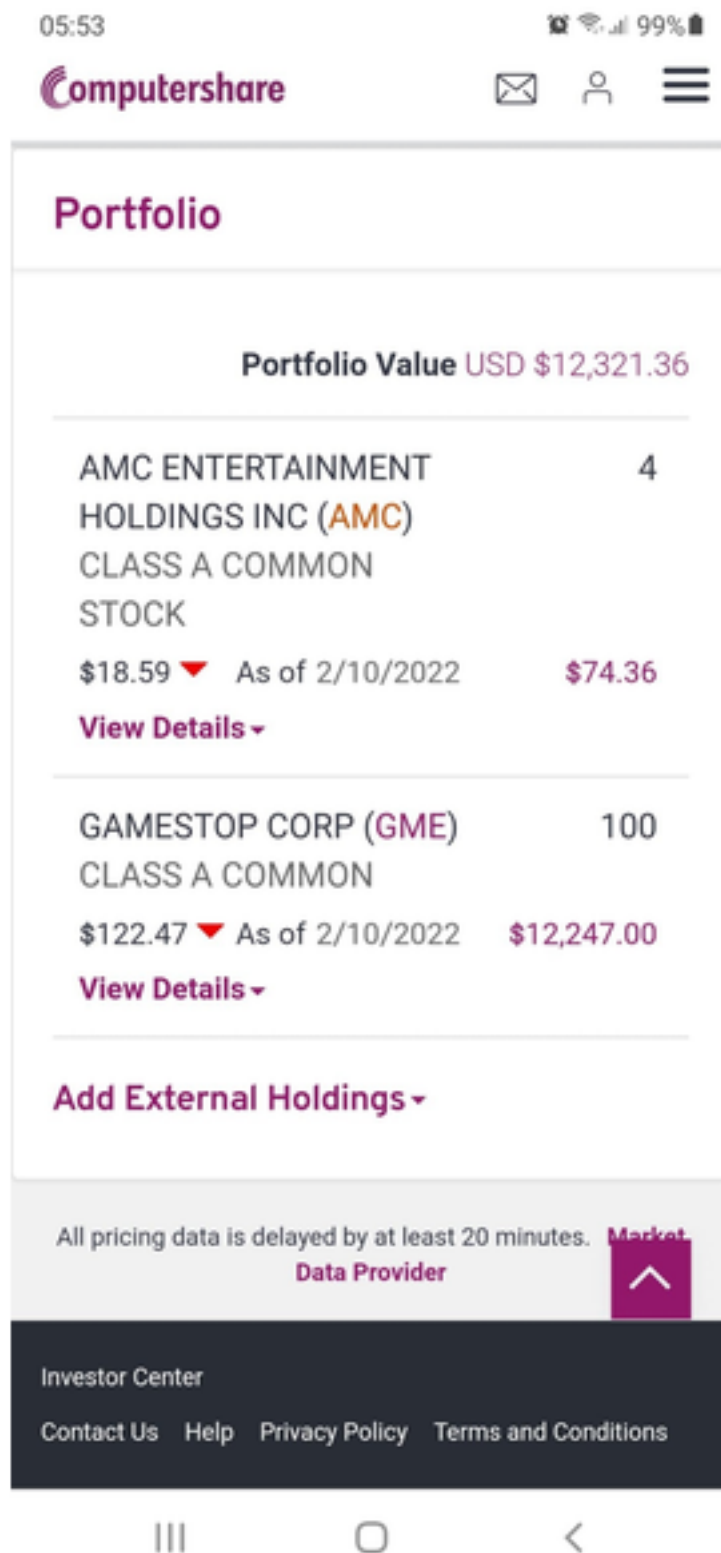 05:53 99%
Computershare
Portfolio
Portfolio Value USD $12,321.36
AMC ENTERTAINMENT 4
HOLDINGS INC (AMC)
CLASS A COMMON
STOCK
$18.59 As of 2/10/2022 $74.36
View Details
GAMESTOP CORP (GME) 100
CLASS A COMMON
$122.47 As of 2/10/2022 $12,247.00
View Details
Add External Holdings
All pricing data is delayed by at least 20 minutes. Market
Data Provider
Investor Center
Contact Us Help Privacy Policy Terms and Conditions